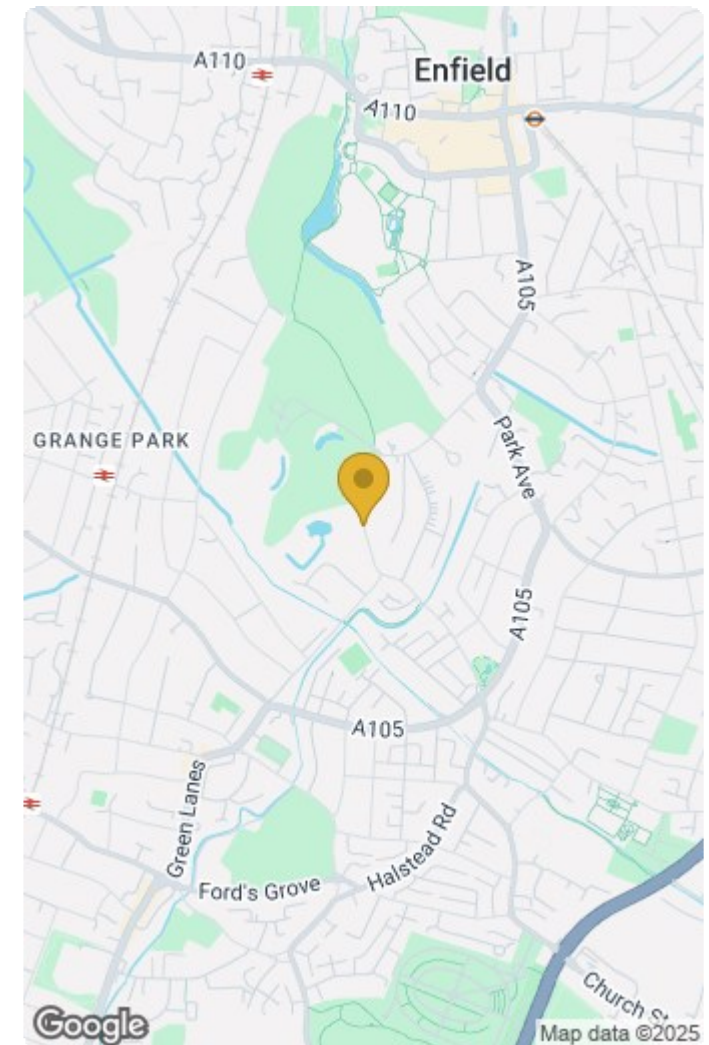 Enfield
A110
A110
A105
GRANGE PARK
Park Ave
A105
A105
Green Lanes
Halstead Rd
Ford's Grove
Church St
Google
Map data ©2025